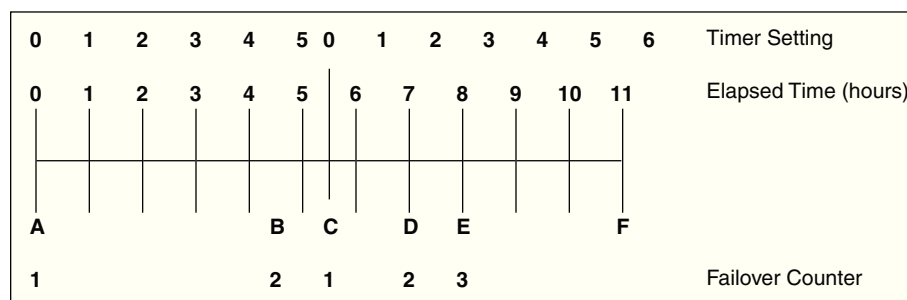 0 1 2 3 4 5 0 1 2 3 4 5 6 Timer Setting
0 1 2 3 4 5 6 7 8 9 10 11 Elapsed Time (hours)
A B C D E F
1 2 1 2 3 Failover Counter